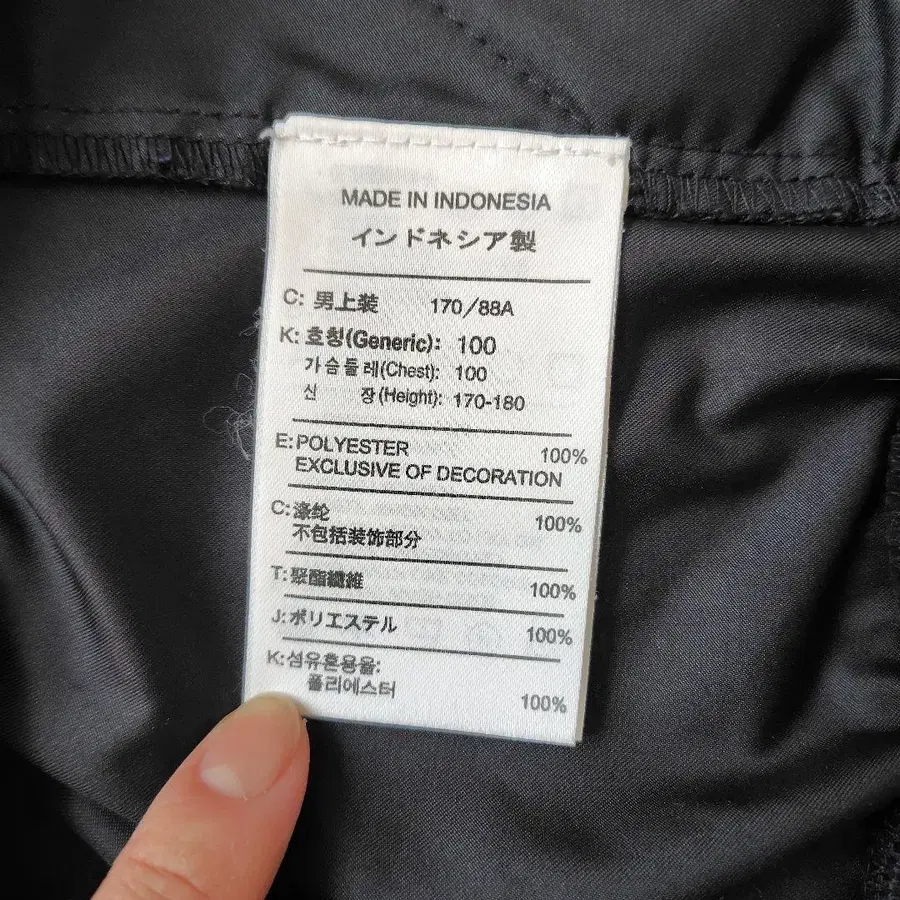 MADE IN INDONESIA
インドネシア製
C: 男上装 170/88A
K: 호칭(Generic): 100
가슴둘레(Chest): 100
신 장(Height): 170-180
E: POLYESTER 100%
EXCLUSIVE OF DECORATION
C: 涤纶 100%
不包括装饰部分
T: 聚酯纖維 100%
J: ポリエステル 100%
K: 섬유혼용율:
폴리에스터 100%